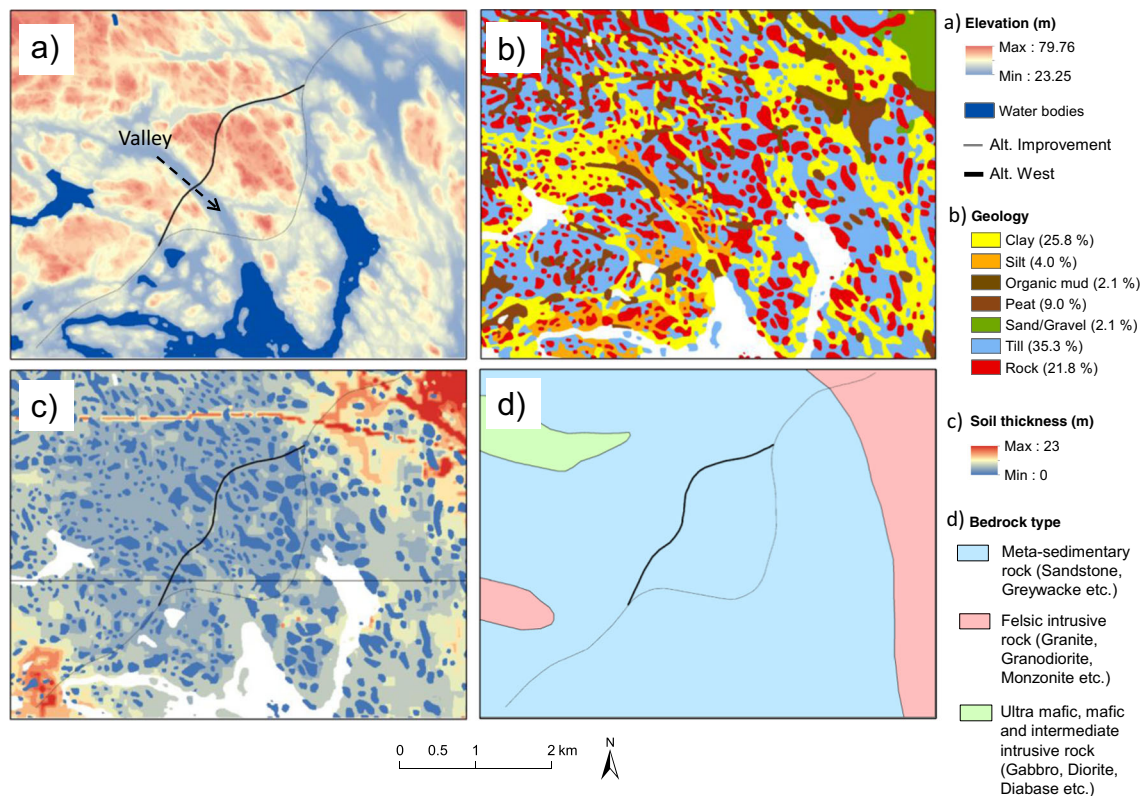 a)
Valley
b)
c)
d)
0 0.5 1 2 km
N
a) Elevation (m)
Max : 79.76
Min : 23.25
Water bodies
Alt. Improvement
Alt. West
b) Geology
Clay (25.8 %)
Silt (4.0 %)
Organic mud (2.1 %)
Peat (9.0 %)
Sand/Gravel (2.1 %)
Till (35.3 %)
Rock (21.8 %)
c) Soil thickness (m)
Max : 23
Min : 0
d) Bedrock type
Meta-sedimentary
rock (Sandstone,
Greywacke etc.)
Felsic intrusive
rock (Granite,
Granodiorite,
Monzonite etc.)
Ultra mafic, mafic
and intermediate
intrusive rock
(Gabbro, Diorite,
Diabase etc.)